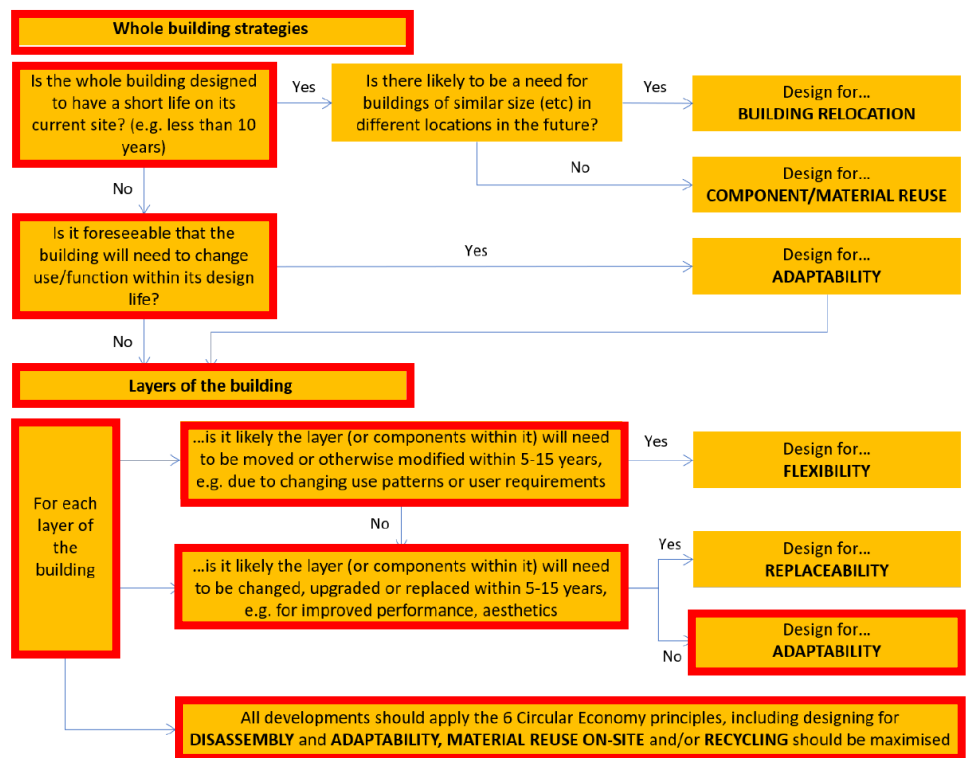 Whole building strategies
Is the whole building designed
to have a short life on its
current site? (e.g. less than 10
years)
Yes
Is there likely to be a need for
buildings of similar size (etc) in
different locations in the future?
Yes
Design for...
BUILDING RELOCATION
No
Design for...
COMPONENT/MATERIAL REUSE
No
Is it foreseeable that the
building will need to change
use/function within its design
life?
Yes
Design for...
ADAPTABILITY
No
Layers of the building
For each
layer of
the
building
...is it likely the layer (or components within it) will need
to be moved or otherwise modified within 5-15 years,
e.g. due to changing use patterns or user requirements
Yes
Design for...
FLEXIBILITY
No
...is it likely the layer (or components within it) will need
to be changed, upgraded or replaced within 5-15 years,
e.g. for improved performance, aesthetics
Yes
Design for...
REPLACEABILITY
No
Design for...
ADAPTABILITY
All developments should apply the 6 Circular Economy principles, including designing for
DISASSEMBLY and ADAPTABILITY, MATERIAL REUSE ON-SITE and/or RECYCLING should be maximised